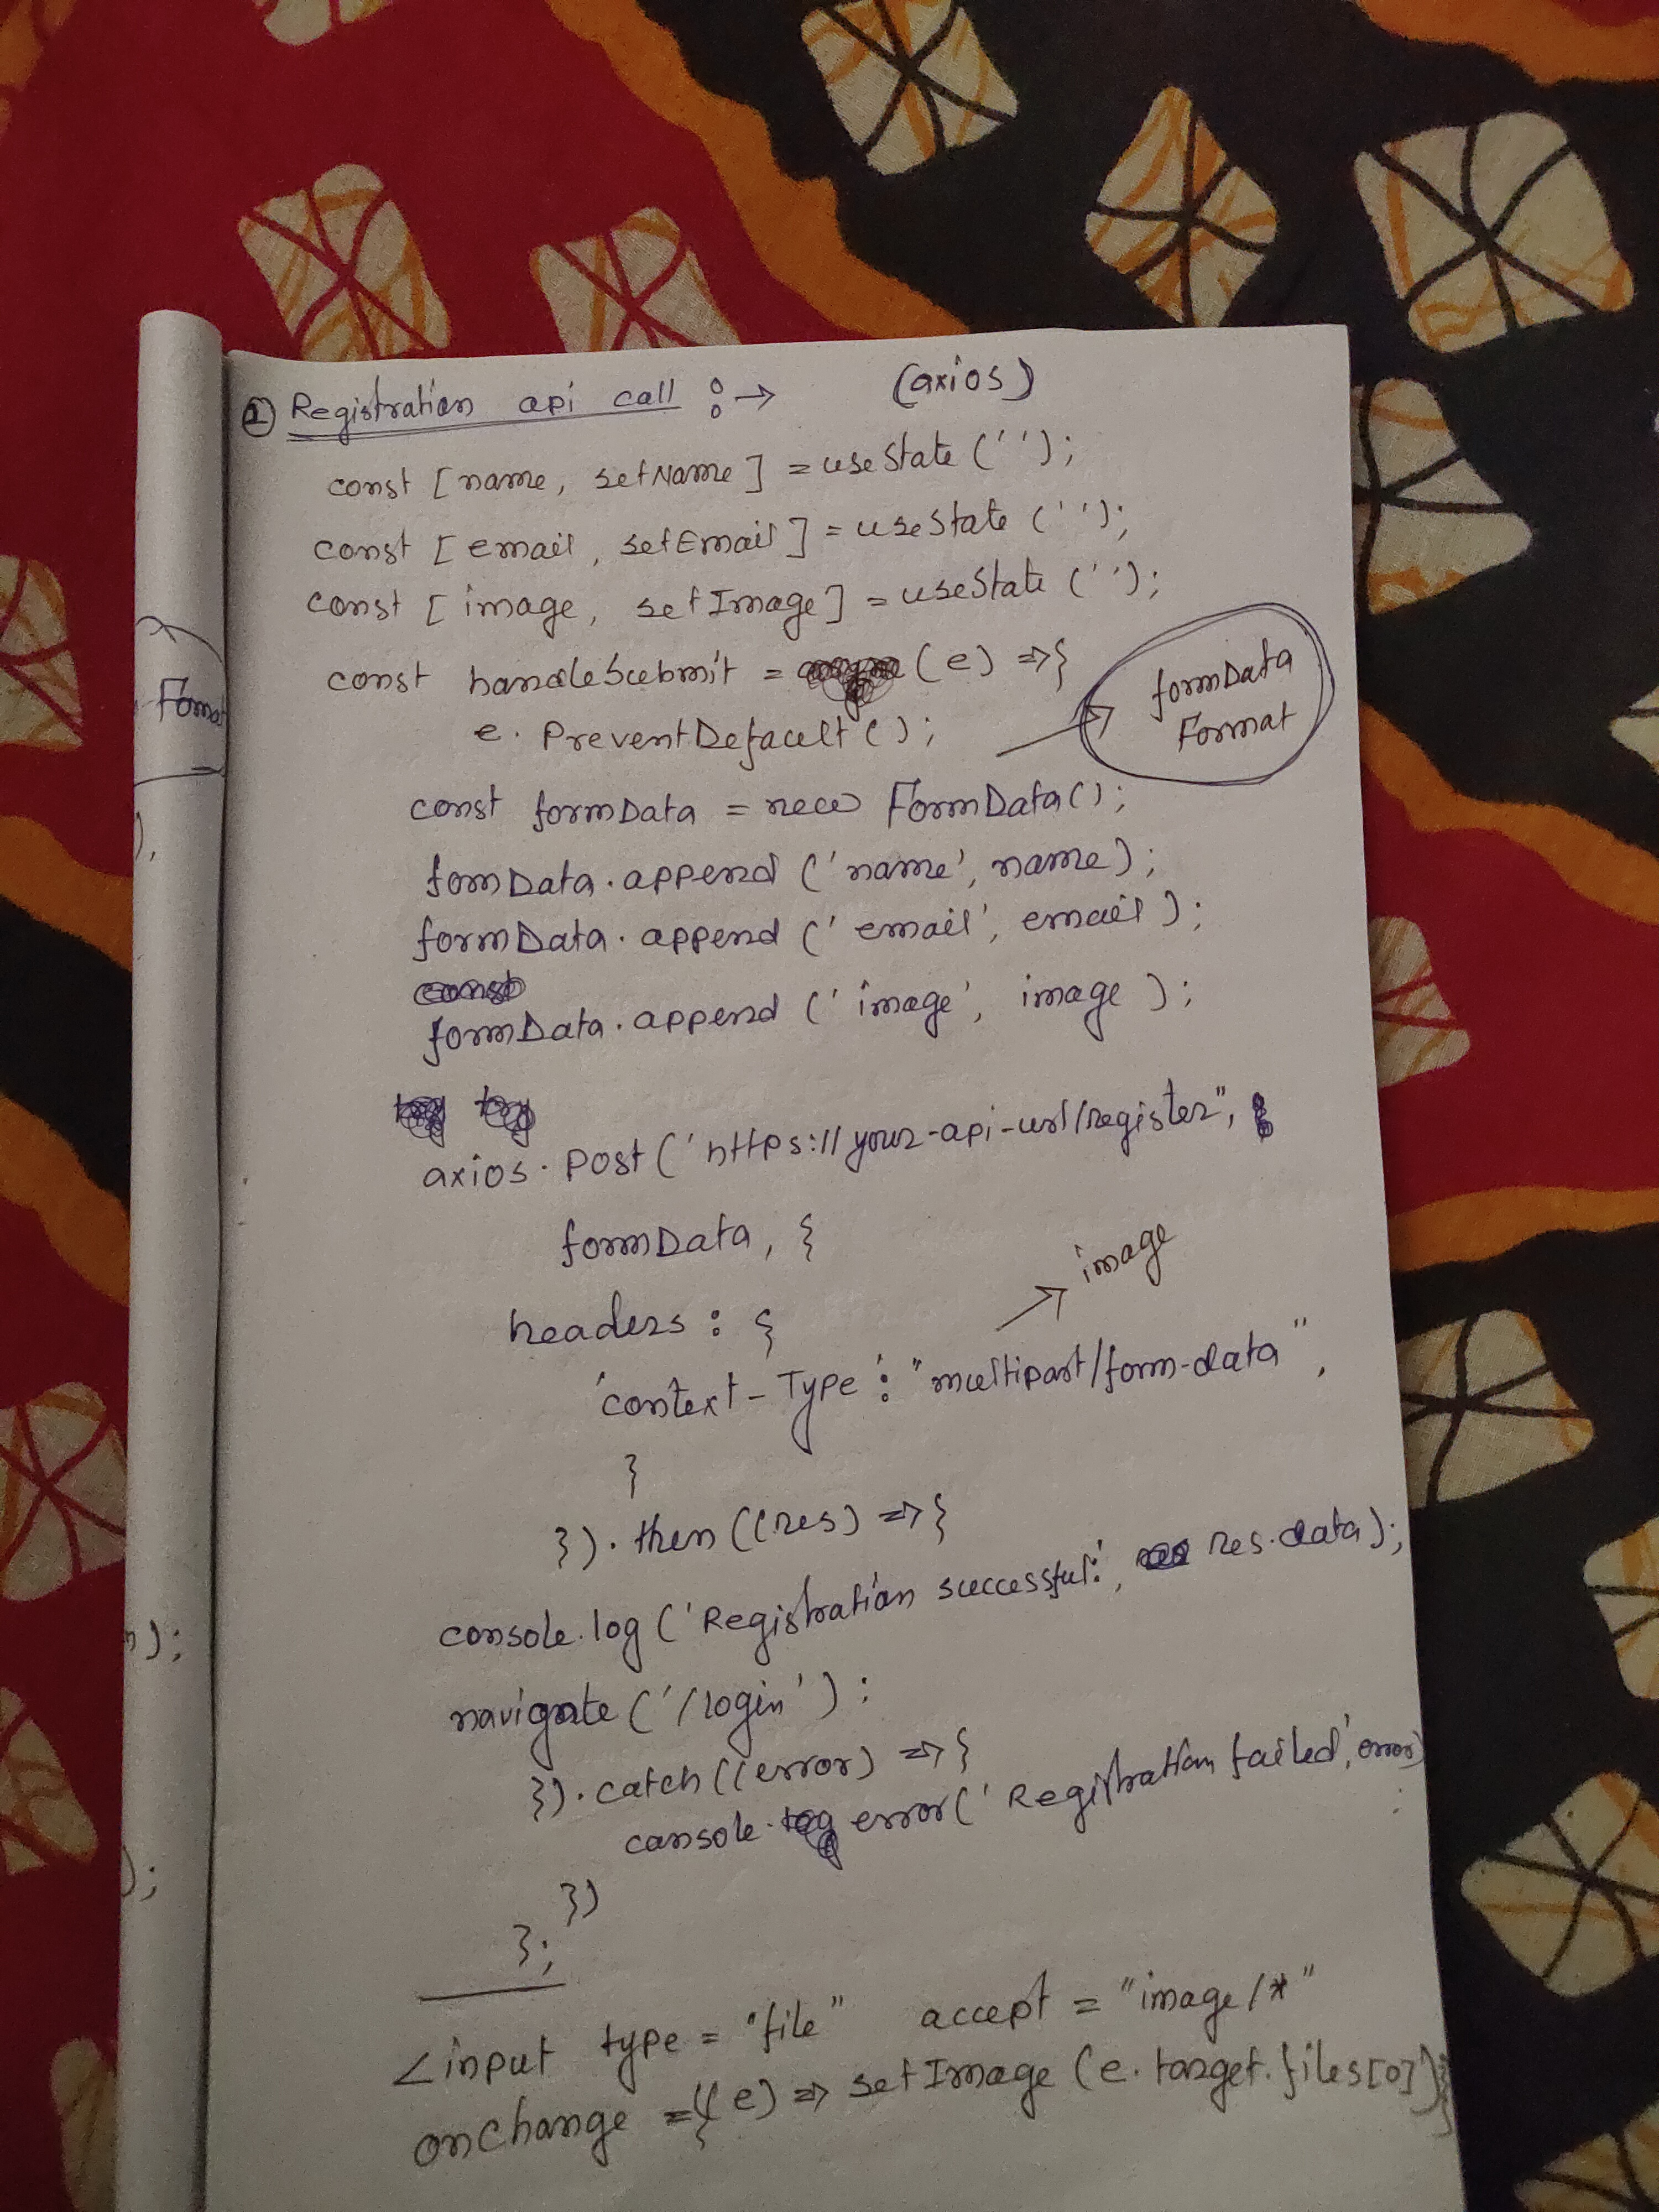 ① Registration api call :→ (axios)
const [name, setName] = useState ('');
const [email, setEmail] = useState ('');
const [image, setImage] = useState ('');
const handleSubmit = (e) => {
e. PreventDefault();
formData
Format
const formData = new FormData();
formData.append ('name', name);
formData.append ('email', email);
formData.append ('image', image);
axios.post('https://your-api-url/register",
formData, {
image
headers: {
'context-Type': "multipart/form-data",
}
}).then((res) => {
console.log('Registration successful:', res.data);
navigate('/login'):
}).catch((error) => {
console.error('Registration failed', error)
;
})
};
<input type = "file" accept = "image/*"
onChange ={(e) => setImage (e.target.files[0])}
Format
),
);
);